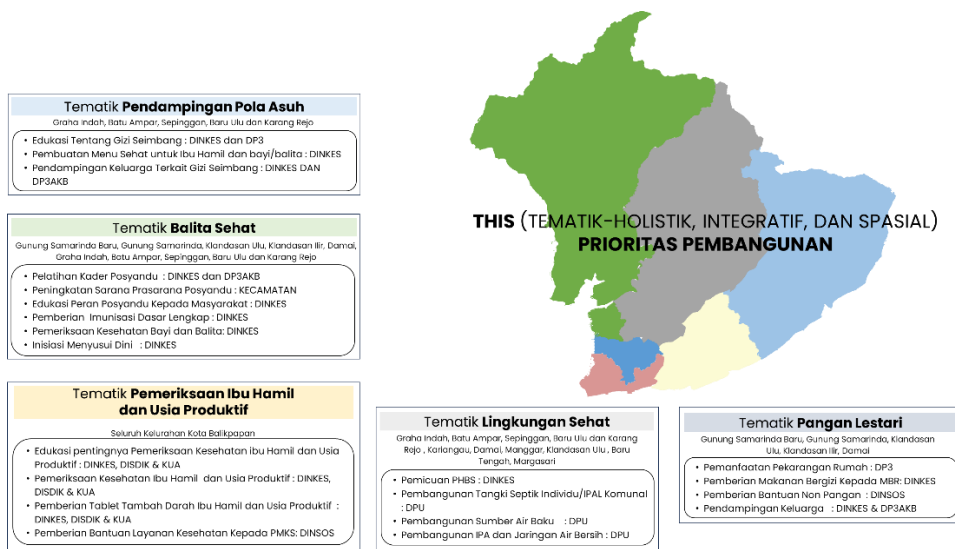 Tematik Pendampingan Pola Asuh
Graha Indah, Batu Ampar, Sepinggan, Baru Ulu dan Karang Rejo
• Edukasi Tentang Gizi Seimbang : DINKES dan DP3
• Pembuatan Menu Sehat untuk Ibu Hamil dan bayi/balita : DINKES
• Pendampingan Keluarga Terkait Gizi Seimbang : DINKES DAN
DP3AKB
Tematik Balita Sehat
Gunung Samarinda Baru, Gunung Samarinda, Klandasan Ulu, Klandasan Ilir, Damai,
Graha Indah, Batu Ampar, Sepinggan, Baru Ulu dan Karang Rejo
• Pelatihan Kader Posyandu : DINKES dan DP3AKB
• Peningkatan Sarana Prasarana Posyandu : KECAMATAN
• Edukasi Peran Posyandu Kepada Masyarakat : DINKES
• Pemberian Imunisasi Dasar Lengkap : DINKES
• Pemeriksaan Kesehatan Bayi dan Balita: DINKES
• Inisiasi Menyusui Dini : DINKES
Tematik Pemeriksaan Ibu Hamil
dan Usia Produktif
Seluruh Kelurahan Kota Balikpapan
• Edukasi pentingnya Pemeriksaan Kesehatan ibu Hamil dan Usia
Produktif : DINKES, DISDIK & KUA
• Pemeriksaan Kesehatan Ibu Hamil dan Usia Produktif : DINKES,
DISDIK & KUA
• Pemberian Tablet Tambah Darah Ibu Hamil dan Usia Produktif :
DINKES, DISDIK & KUA
• Pemberian Bantuan Layanan Kesehatan Kepada PMKS: DINSOS
THIS (TEMATIK-HOLISTIK, INTEGRATIF, DAN SPASIAL)
PRIORITAS PEMBANGUNAN
Tematik Lingkungan Sehat
Graha Indah, Batu Ampar, Sepinggan, Baru Ulu dan Karang
Rejo , Kariangau, Damai, Manggar, Klandasan Ulu , Baru
Tengah, Margasari
• Pemicuan PHBS : DINKES
• Pembangunan Tangki Septik Individu/IPAL Komunal
: DPU
• Pembangunan Sumber Air Baku : DPU
• Pembangunan IPA dan Jaringan Air Bersih : DPU
Tematik Pangan Lestari
Gunung Samarinda Baru, Gunung Samarinda, Klandasan
Ulu, Klandasan Ilir, Damai
• Pemanfaatan Pekarangan Rumah : DP3
• Pemberian Makanan Bergizi Kepada MBR: DINKES
• Pemberian Bantuan Non Pangan : DINSOS
• Pendampingan Keluarga : DINKES & DP3AKB